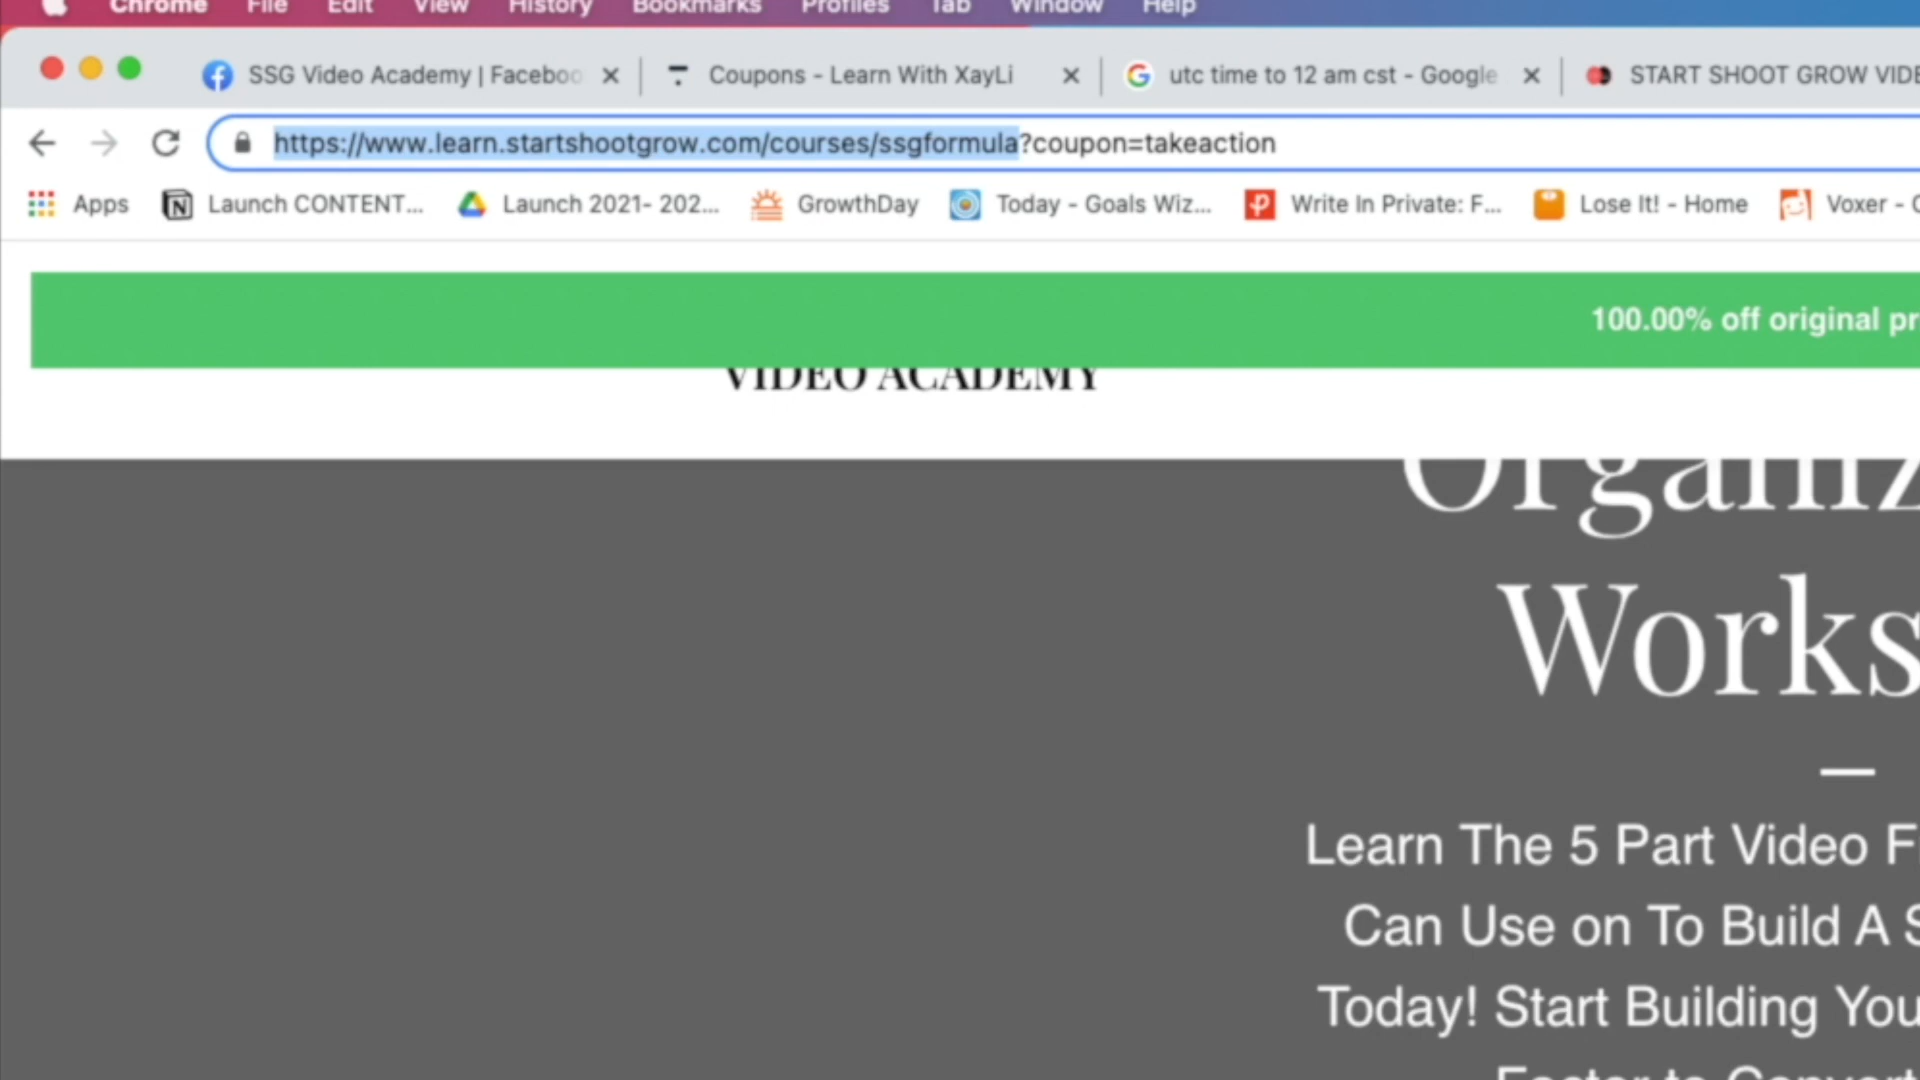 Chrome File Edit View History Bookmarks Profiles Tab Window Help
SSG Video Academy | Faceboo
Coupons - Learn With XayLi
utc time to 12 am cst - Google
START SHOOT GROW VIDE
https://www.learn.startshootgrow.com/courses/ssgformula?coupon=takeaction
Apps
Launch CONTENT...
Launch 2021- 202...
GrowthDay
Today - Goals Wiz...
Write In Private: F...
Lose It! - Home
Voxer - C
100.00% off original pr
VIDEO ACADEMY
Organiz
Works
Learn The 5 Part Video F
Can Use on To Build A S
Today! Start Building You
Faster to Convert